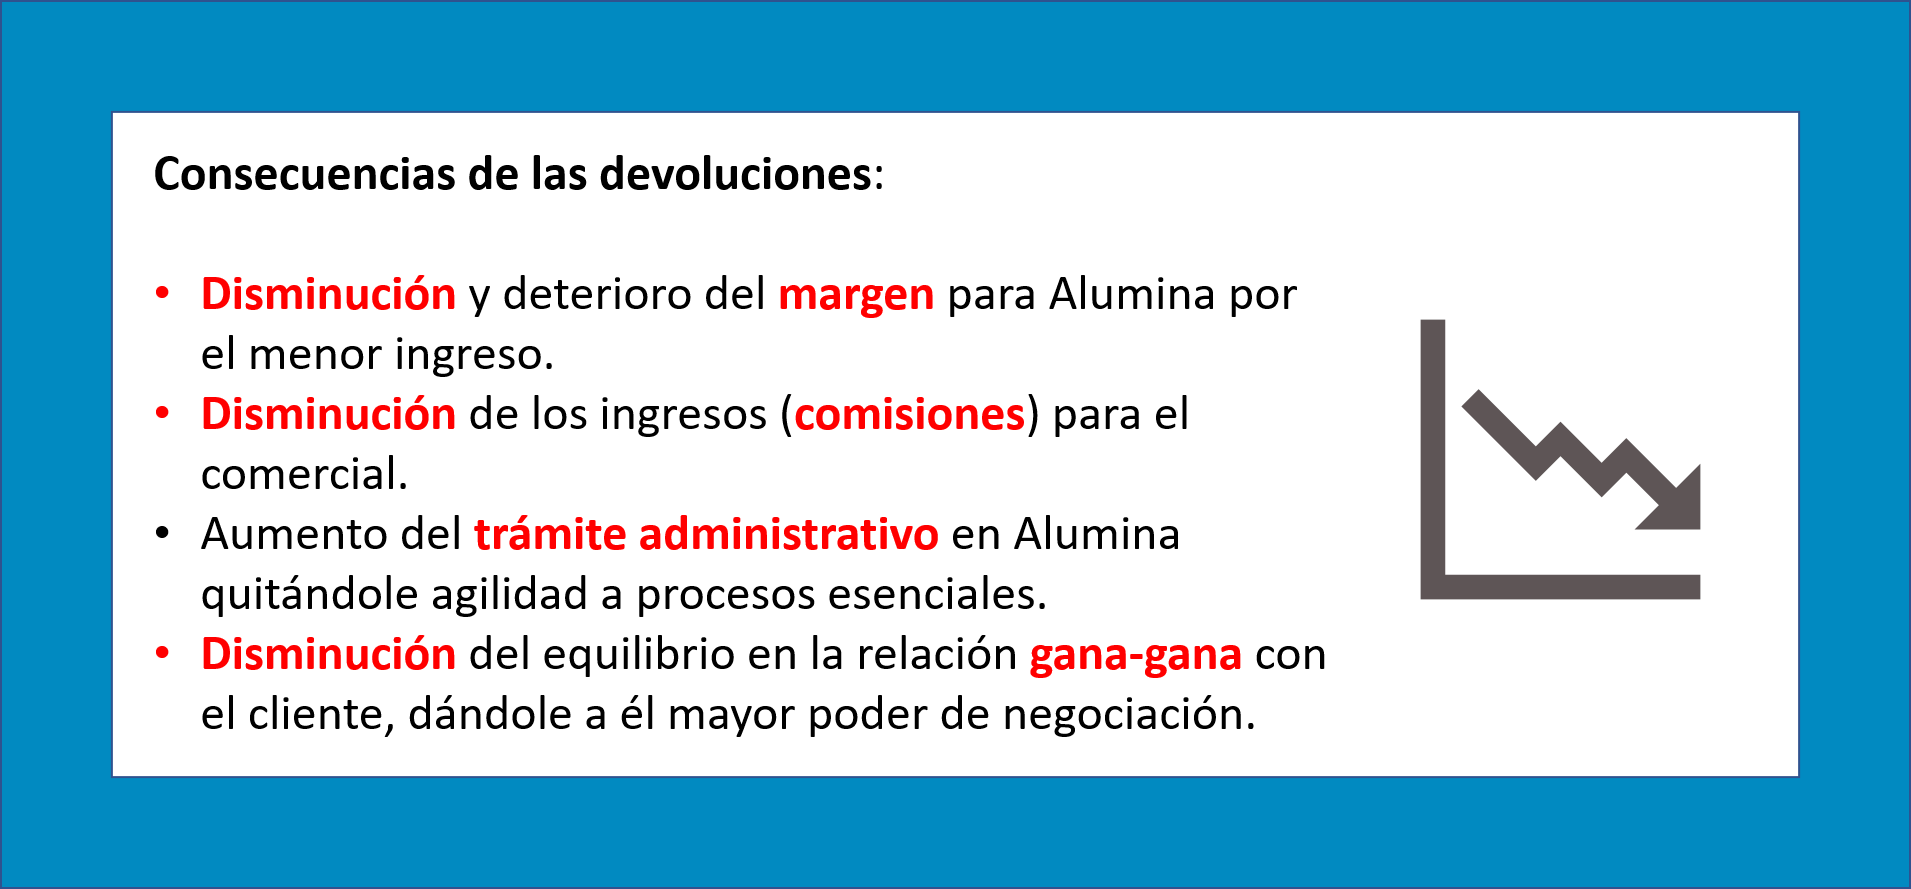 Consecuencias de las devoluciones:
• Disminución y deterioro del margen para Alumina por
el menor ingreso.
• Disminución de los ingresos (comisiones) para el
comercial.
• Aumento del trámite administrativo en Alumina
quitándole agilidad a procesos esenciales.
• Disminución del equilibrio en la relación gana-gana con
el cliente, dándole a él mayor poder de negociación.